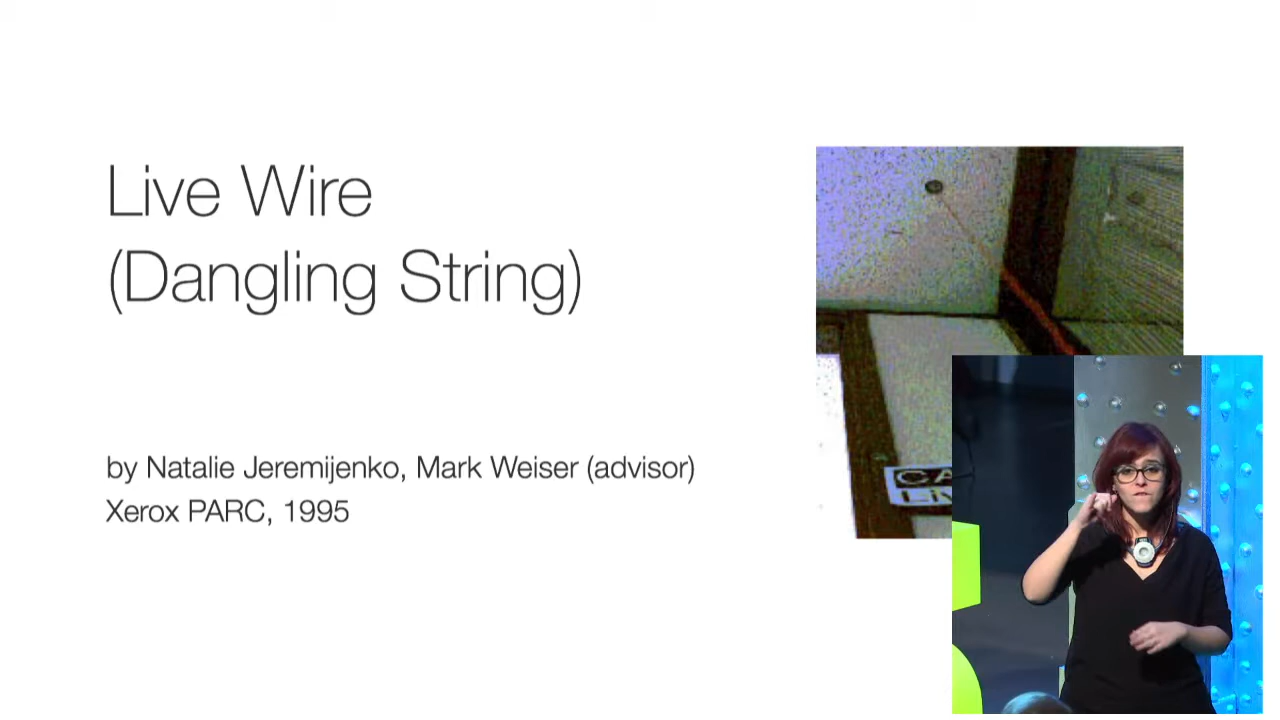 Live Wire
(Dangling String)
by Natalie Jeremijenko, Mark Weiser (advisor)
Xerox PARC, 1995